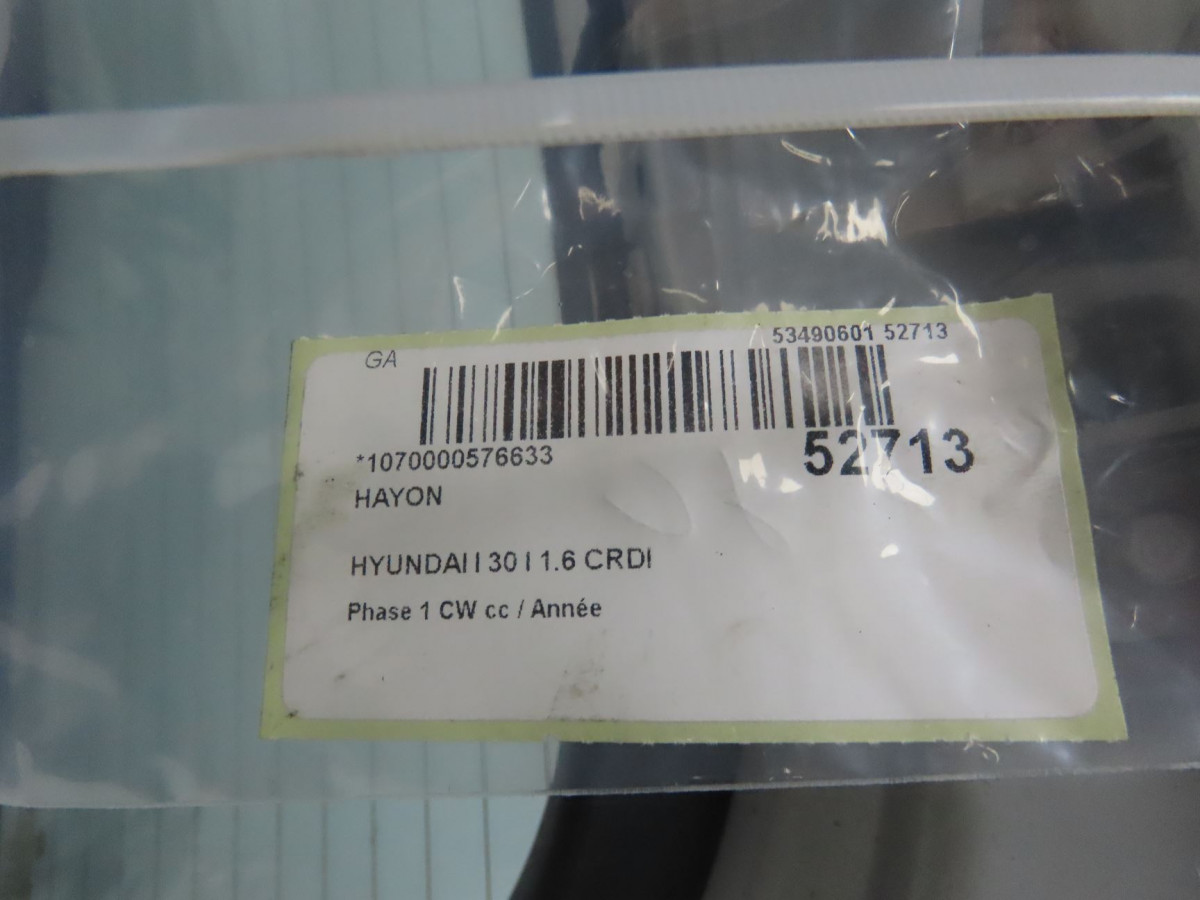 GA
53490601 52713
*1070000576633
52713
HAYON
HYUNDAI I 30 I 1.6 CRDI
Phase 1 CW cc / Année